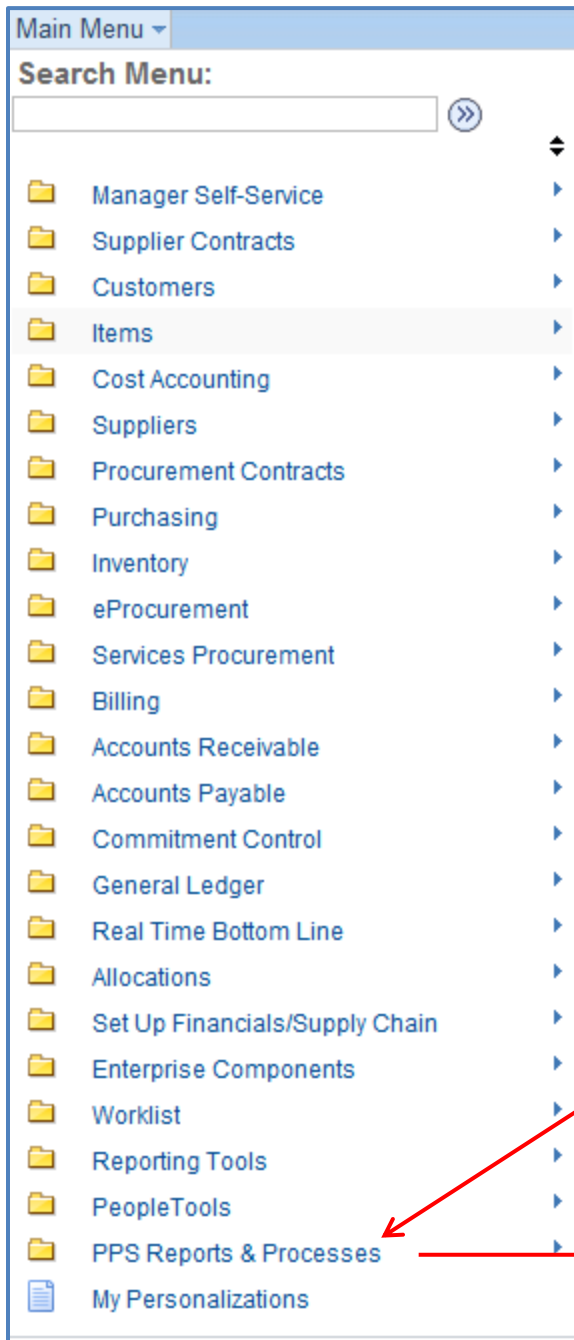 Main Menu
Search Menu:
Manager Self-Service
Supplier Contracts
Customers
Items
Cost Accounting
Suppliers
Procurement Contracts
Purchasing
Inventory
eProcurement
Services Procurement
Billing
Accounts Receivable
Accounts Payable
Commitment Control
General Ledger
Real Time Bottom Line
Allocations
Set Up Financials/Supply Chain
Enterprise Components
Worklist
Reporting Tools
PeopleTools
PPS Reports & Processes
My Personalizations